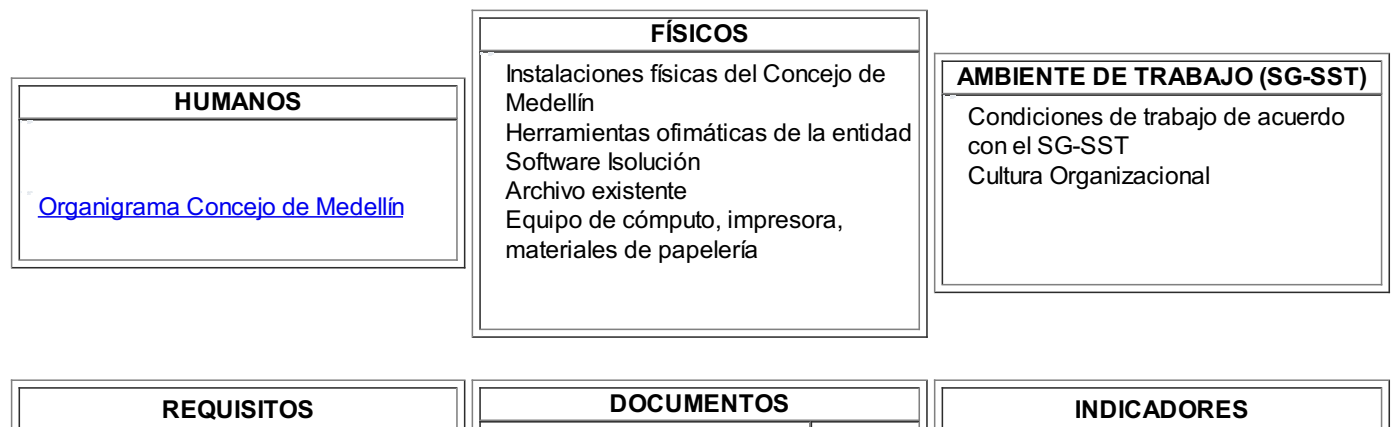 HUMANOS
Organigrama Concejo de Medellín
FÍSICOS
Instalaciones físicas del Concejo de
Medellín
Herramientas ofimáticas de la entidad
Software Isolución
Archivo existente
Equipo de cómputo, impresora,
materiales de papelería
AMBIENTE DE TRABAJO (SG-SST)
Condiciones de trabajo de acuerdo
con el SG-SST
Cultura Organizacional
REQUISITOS
DOCUMENTOS
INDICADORES